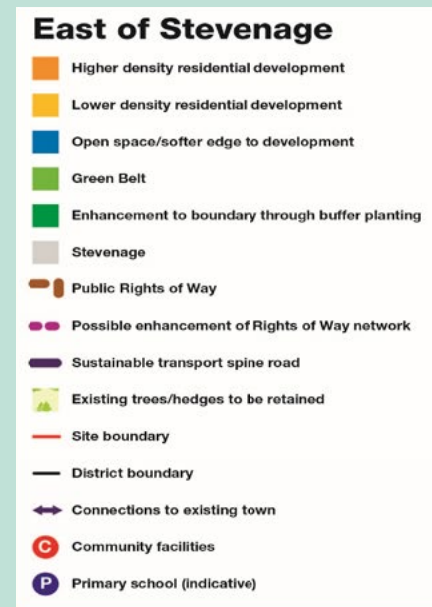 East of Stevenage
Higher density residential development
Lower density residential development
Open space/softer edge to development
Green Belt
Enhancement to boundary through buffer planting
Stevenage
Public Rights of Way
Possible enhancement of Rights of Way network
Sustainable transport spine road
Existing trees/hedges to be retained
Site boundary
District boundary
Connections to existing town
C Community facilities
P Primary school (indicative)